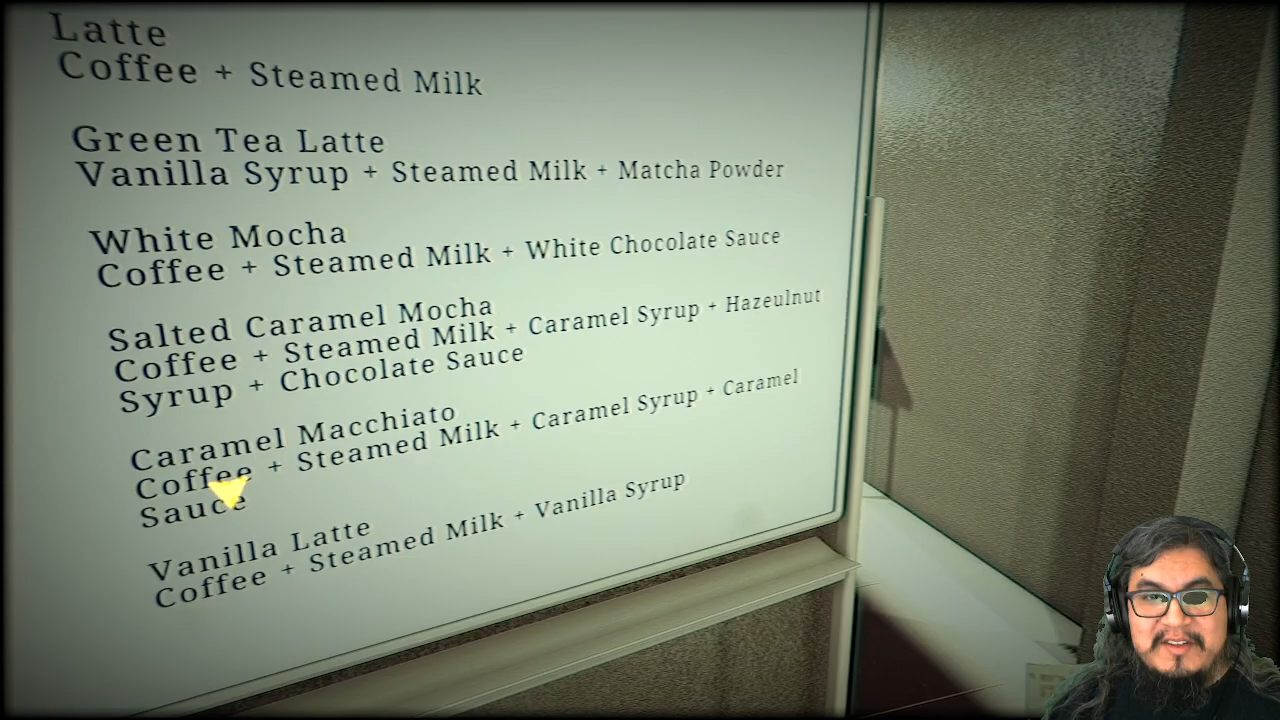 Latte
Coffee + Steamed Milk
Green Tea Latte
Vanilla Syrup + Steamed Milk + Matcha Powder
White Mocha
Coffee + Steamed Milk + White Chocolate Sauce
Salted Caramel Mocha
Coffee + Steamed Milk + Caramel Syrup + Hazeulnut
Syrup + Chocolate Sauce
Caramel Macchiato
Coffee + Steamed Milk + Caramel Syrup + Caramel
Sauce
Vanilla Latte
Coffee + Steamed Milk + Vanilla Syrup